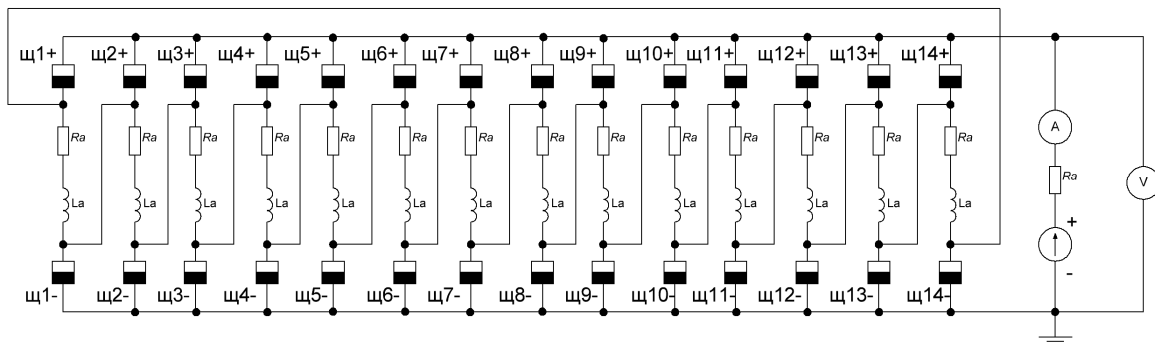 щ1+ щ2+ щ3+ щ4+ щ5+ щ6+ щ7+ щ8+ щ9+ щ10+ щ11+ щ12+ щ13+ щ14+
A
Ra Ra Ra Ra Ra Ra Ra Ra Ra Ra Ra Ra Ra Ra
Ra V
La La La La La La La La La La La La La La
+
-
щ1- щ2- щ3- щ4- щ5- щ6- щ7- щ8- щ9- щ10- щ11- щ12- щ13- щ14-